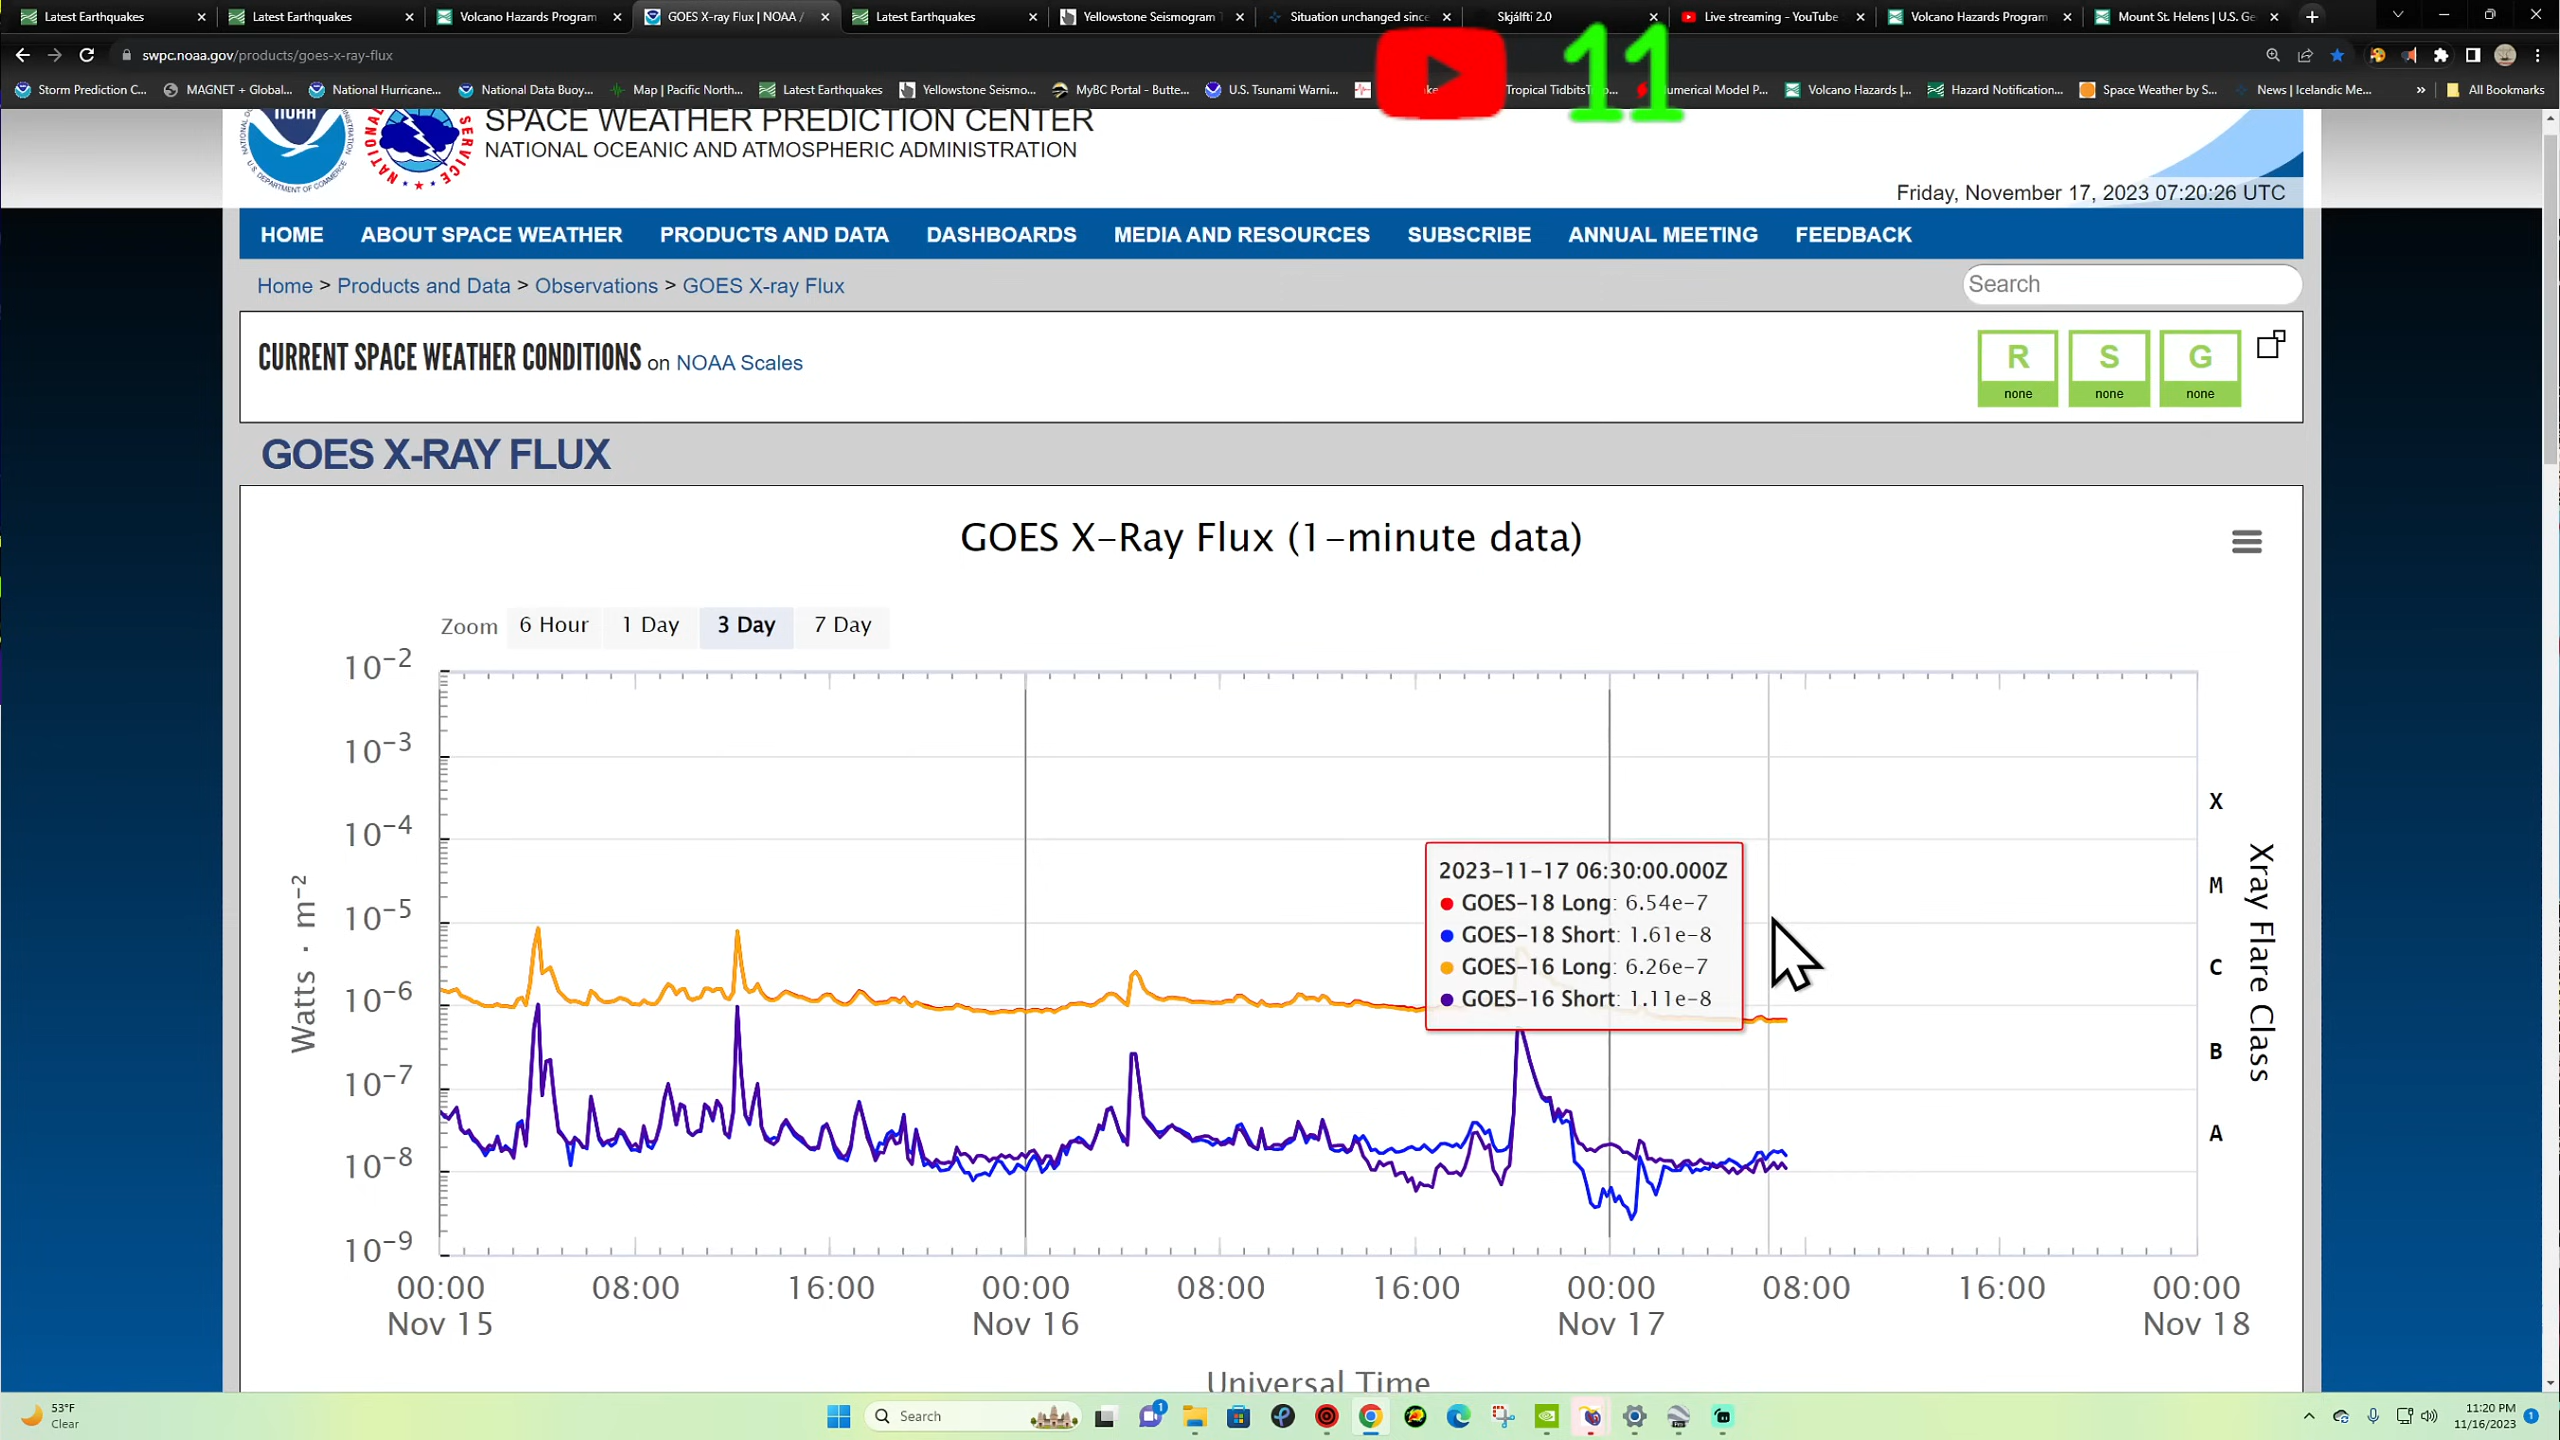 Latest Earthquakes
Latest Earthquakes
Volcano Hazards Program
GOES X-ray Flux | NOAA /
Latest Earthquakes
Yellowstone Seismogram
Situation unchanged since
Skjálfti 2.0
Live streaming - YouTube
Volcano Hazards Program
Mount St. Helens | U.S. Ge
swpc.noaa.gov/products/goes-x-ray-flux
11
Storm Prediction C...
MAGNET + Global...
National Hurricane...
National Data Buoy...
Map | Pacific North...
Latest Earthquakes
Yellowstone Seismo...
MyBC Portal - Butte...
U.S. Tsunami Warni...
Tropical Tidbits
umerical Model P...
Volcano Hazards |...
Hazard Notification...
Space Weather by S...
News | Icelandic Me...
All Bookmarks
NOAA
U.S. DEPARTMENT OF COMMERCE
SPACE WEATHER PREDICTION CENTER
NATIONAL OCEANIC AND ATMOSPHERIC ADMINISTRATION
Friday, November 17, 2023 07:20:26 UTC
HOME ABOUT SPACE WEATHER PRODUCTS AND DATA DASHBOARDS MEDIA AND RESOURCES SUBSCRIBE ANNUAL MEETING FEEDBACK
Home > Products and Data > Observations > GOES X-ray Flux
Search
CURRENT SPACE WEATHER CONDITIONS on NOAA Scales
R S G
none none none
GOES X-RAY FLUX
GOES X-Ray Flux (1-minute data)
Zoom 6 Hour 1 Day 3 Day 7 Day
10⁻²
10⁻³
10⁻⁴
10⁻⁵
10⁻⁶
10⁻⁷
10⁻⁸
10⁻⁹
Watts · m⁻²
2023-11-17 06:30:00.000Z
GOES-18 Long: 6.54e-7
GOES-18 Short: 1.61e-8
GOES-16 Long: 6.26e-7
GOES-16 Short: 1.11e-8
X
M
C
B
A
Xray Flare Class
00:00 08:00 16:00 00:00 08:00 16:00 00:00 08:00 16:00 00:00
Nov 15 Nov 16 Nov 17 Nov 18
Universal Time
53°F
Clear
Search
1
11:20 PM
11/16/2023
1